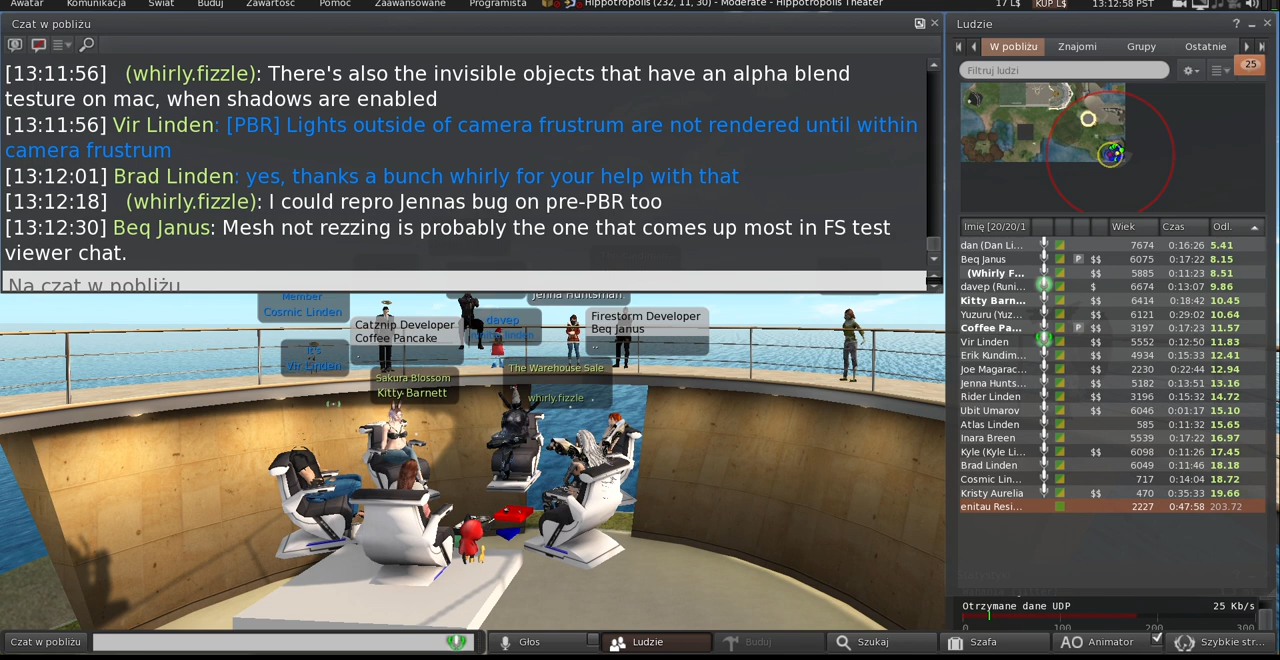 Awatar Komunikacja Świat Buduj Zawartość Pomoc Zaawansowane Programista Hippotropolis (232, 11, 30) - Moderate - Hippotropolis Theater 17 L$ KUP L$ 13:12:58 PST
Czat w pobliżu
[13:11:56] (whirly.fizzle): There's also the invisible objects that have an alpha blend
testure on mac, when shadows are enabled
[13:11:56] Vir Linden: [PBR] Lights outside of camera frustrum are not rendered until within
camera frustrum
[13:12:01] Brad Linden: yes, thanks a bunch whirly for your help with that
[13:12:18] (whirly.fizzle): I could repro Jennas bug on pre-PBR too
[13:12:30] Beq Janus: Mesh not rezzing is probably the one that comes up most in FS test
viewer chat.
Na czat w pobliżu
Member
Cosmic Linden
Jenna Huntsman
Catznip Developer
Coffee Pancake
davep
Firestorm Developer
Beq Janus
Vir Linden
Sakura Blossom
Kitty Barnett
The Warehouse Sale
whirly.fizzle
Ludzie
W pobliżu Znajomi Grupy Ostatnie
Filtruj ludzi 25
Imię [20/20/1 Wiek Czas Odl.
dan (Dan Li... 7674 0:16:26 5.41
Beq Janus P $$ 6075 0:17:22 8.15
(Whirly F... $$ 5885 0:11:23 8.51
davep (Runi... $ 6674 0:13:07 9.86
Kitty Barn... $$ 6414 0:18:42 10.45
Yuzuru (Yuz... $$ 6121 0:29:02 10.64
Coffee Pa... P $$ 3197 0:17:23 11.57
Vir Linden $$ 5552 0:12:50 11.83
Erik Kundim... $$ 4934 0:15:33 12.41
Joe Magarac... $$ 2230 0:22:44 12.94
Jenna Hunts... $$ 5182 0:13:51 13.16
Rider Linden $$ 3196 0:15:32 14.72
Ubit Umarov $$ 6046 0:01:17 15.10
Atlas Linden 585 0:11:32 15.65
Inara Breen 5539 0:17:22 16.97
Kyle (Kyle Li... $$ 6098 0:11:26 17.45
Brad Linden 6049 0:11:46 18.18
Cosmic Lin... 717 0:14:04 18.72
Kristy Aurelia $$ 470 0:35:33 19.66
enitau Resi... 2227 0:47:58 203.72
Otrzymane dane UDP 25 Kb/s
0 100 200 300
Czat w pobliżu Głos Ludzie Buduj Szukaj Szafa AO Animator Szybkie str...